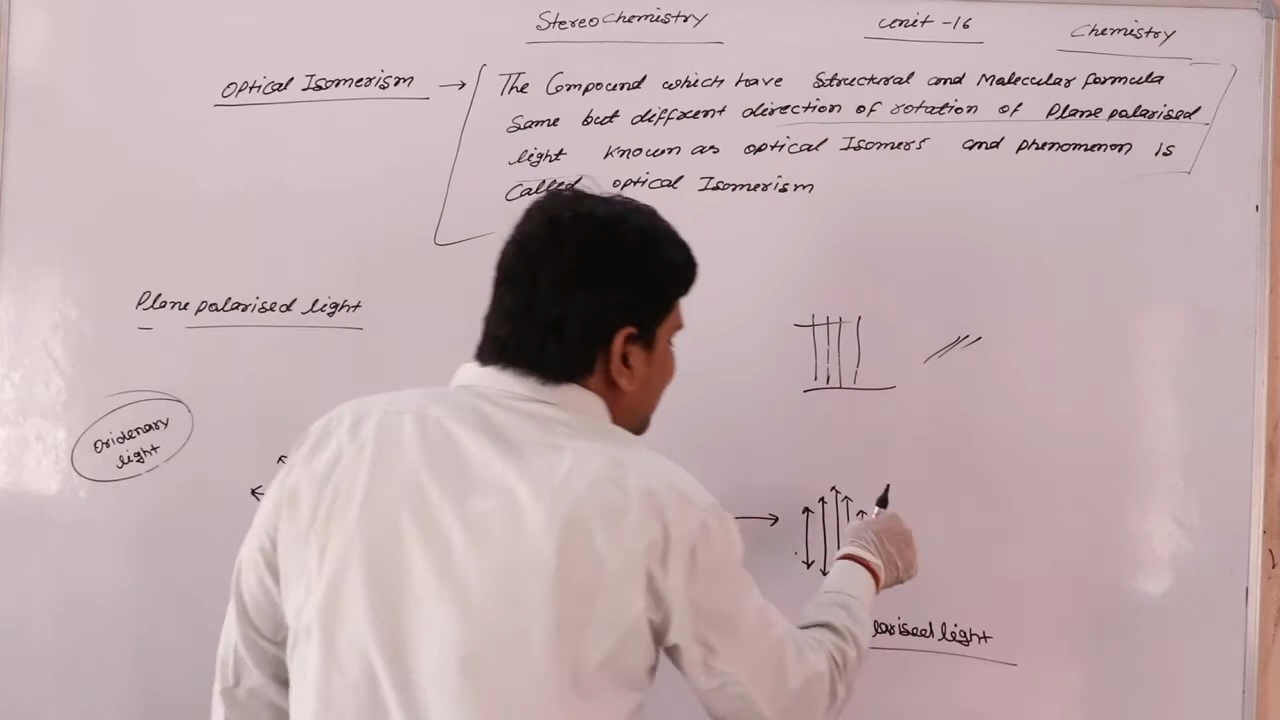 Stereochemistry unit -16 Chemistry
Optical Isomerism → The Compound which have Structural and Molecular formula
Same but different direction of rotation of Plane polarised
light known as optical Isomers and phenomenon is
Called optical Isomerism
Plane polarised light
Oridenary
light
larised light